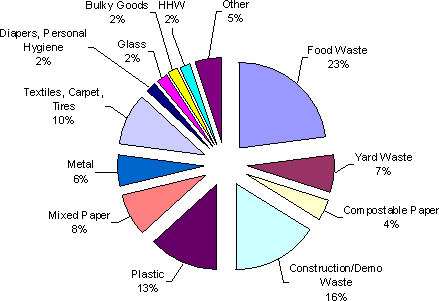 Bulky Goods
2%
HHW
2%
Other
5%
Diapers, Personal
Hygiene
2%
Glass
2%
Food Waste
23%
Textiles, Carpet,
Tires
10%
Metal
6%
Yard Waste
7%
Mixed Paper
8%
Compostable Paper
4%
Plastic
13%
Construction/Demo
Waste
16%